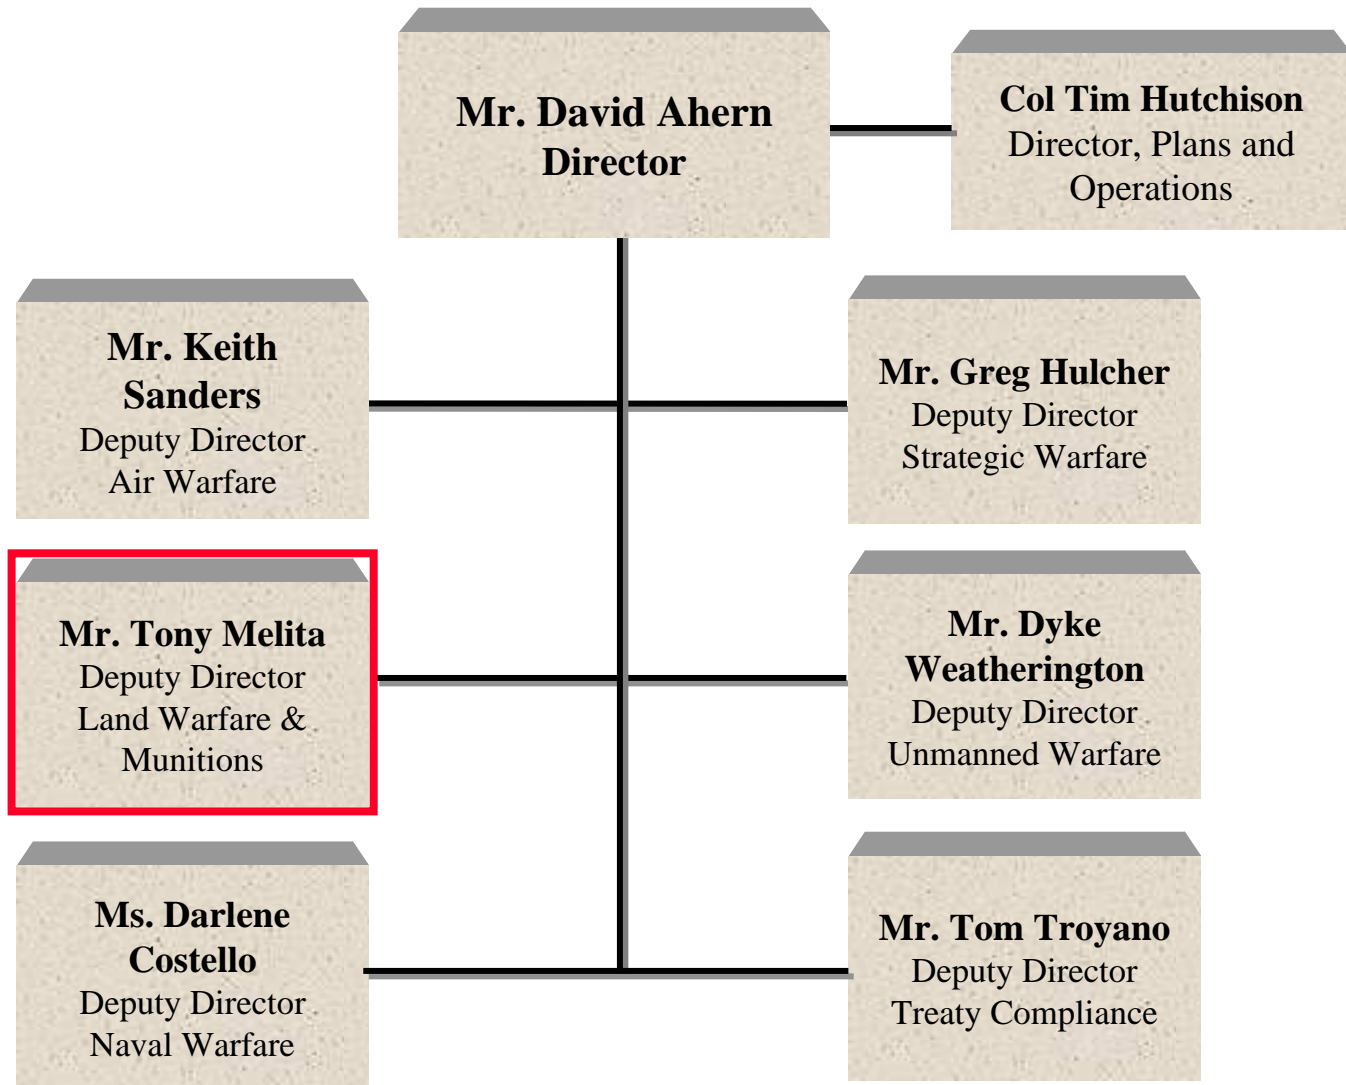 Mr. David Ahern
Director
Col Tim Hutchison
Director, Plans and
Operations
Mr. Keith
Sanders
Deputy Director
Air Warfare
Mr. Greg Hulcher
Deputy Director
Strategic Warfare
Mr. Tony Melita
Deputy Director
Land Warfare &
Munitions
Mr. Dyke
Weatherington
Deputy Director
Unmanned Warfare
Ms. Darlene
Costello
Deputy Director
Naval Warfare
Mr. Tom Troyano
Deputy Director
Treaty Compliance